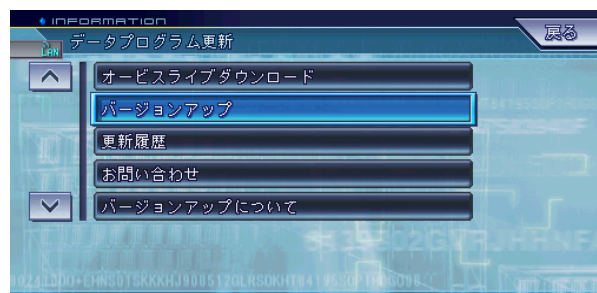 INFORMATION
戻る
LAN
データプログラム更新
オービスライブダウンロード
バージョンアップ
更新履歴
お問い合わせ
バージョンアップについて